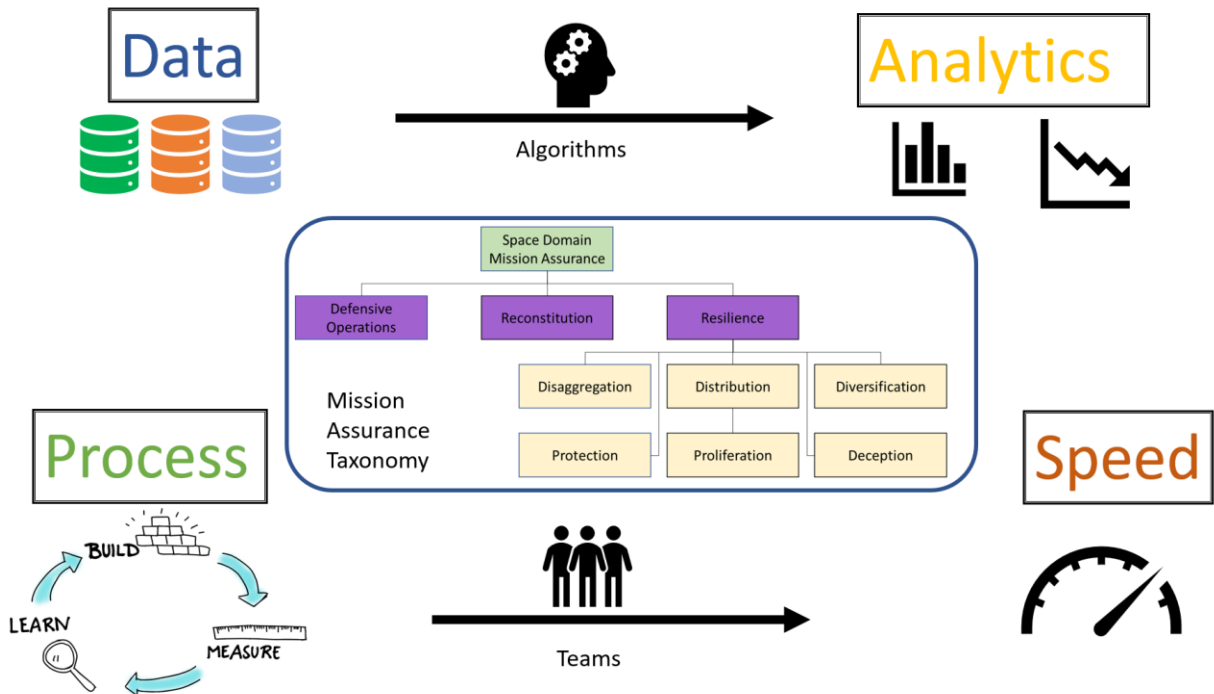 Data
Analytics
Algorithms
Space Domain
Mission Assurance
Defensive
Operations
Reconstitution
Resilience
Disaggregation
Distribution
Diversification
Mission
Assurance
Taxonomy
Protection
Proliferation
Deception
Process
Speed
BUILD
LEARN
MEASURE
Teams